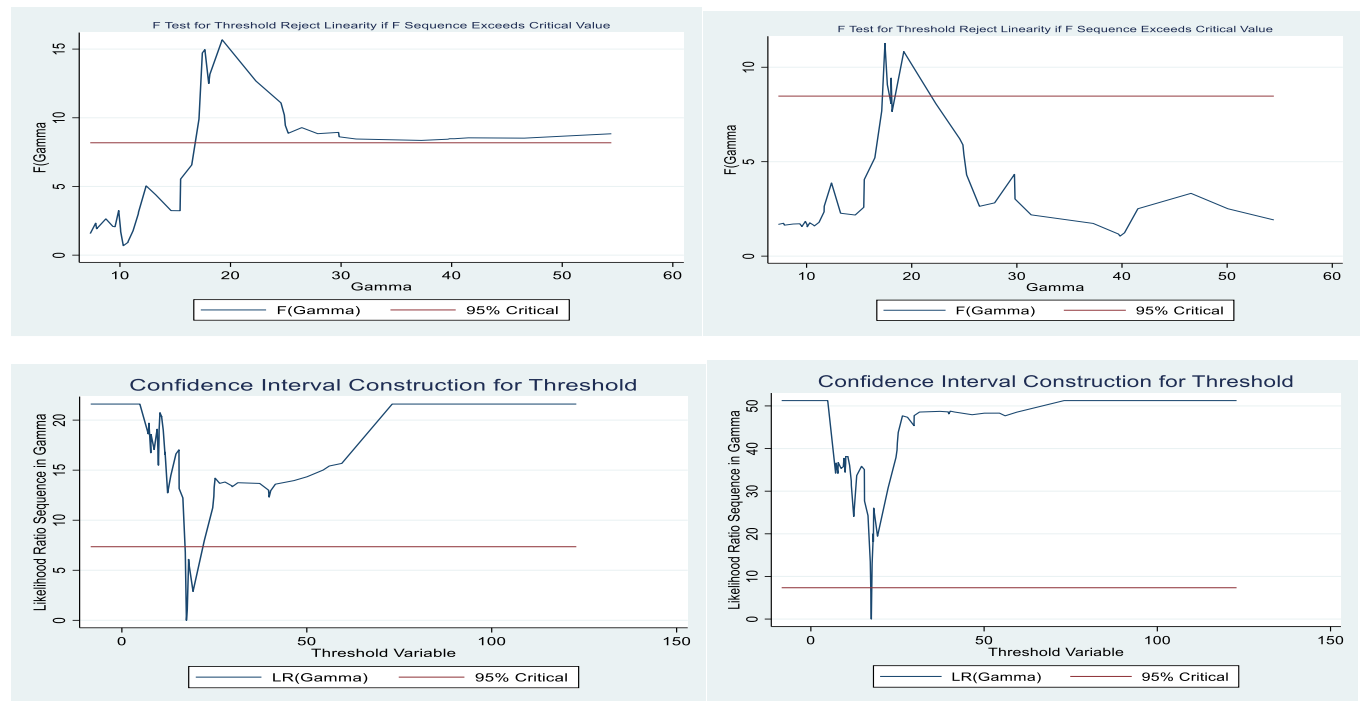 F Test for Threshold Reject Linearity if F Sequence Exceeds Critical Value
F(Gamma
15
10
5
0
10 20 30 40 50 60
Gamma
F(Gamma) 95% Critical
F Test for Threshold Reject Linearity if F Sequence Exceeds Critical Value
F(Gamma
10
5
0
10 20 30 40 50 60
Gamma
F(Gamma) 95% Critical
Confidence Interval Construction for Threshold
Likelihood Ratio Sequence in Gamma
20
15
10
5
0
0 50 100 150
Threshold Variable
LR(Gamma) 95% Critical
Confidence Interval Construction for Threshold
Likelihood Ratio Sequence in Gamma
50
40
30
20
10
0
0 50 100 150
Threshold Variable
LR(Gamma) 95% Critical